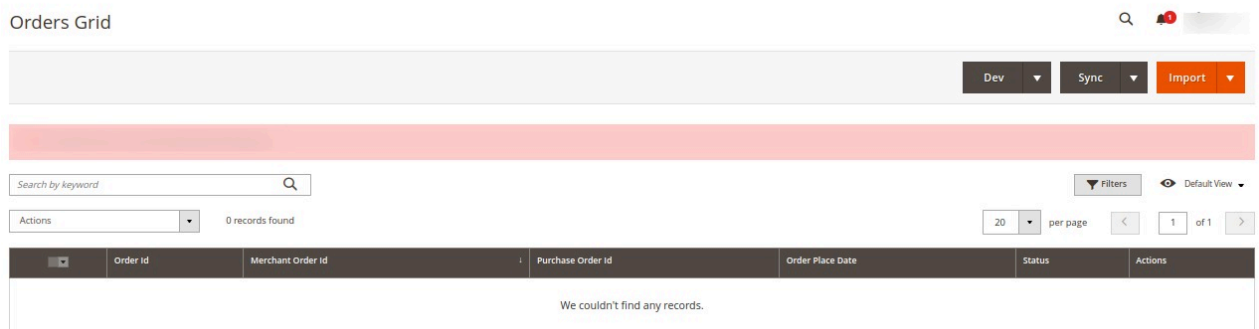 Orders Grid
1
Dev Sync Import
Search by keyword
Filters Default View
Actions 0 records found 20 per page 1 of 1
Order Id Merchant Order Id ↓ Purchase Order Id Order Place Date Status Actions
We couldn't find any records.